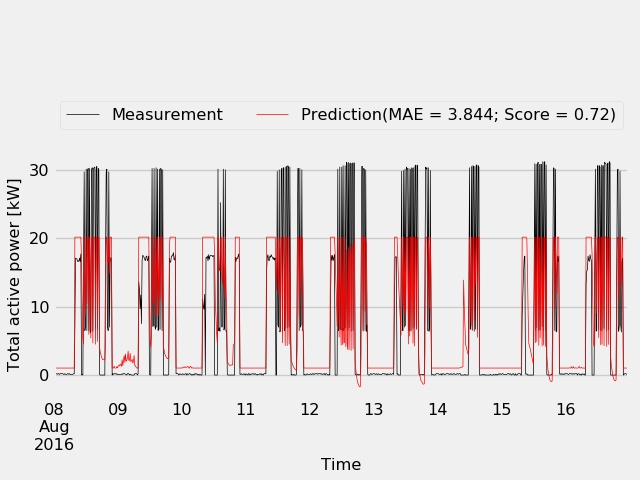 Measurement
Prediction(MAE = 3.844; Score = 0.72)
Total active power [kW]
30
20
10
0
08 09 10 11 12 13 14 15 16
Aug
2016
Time